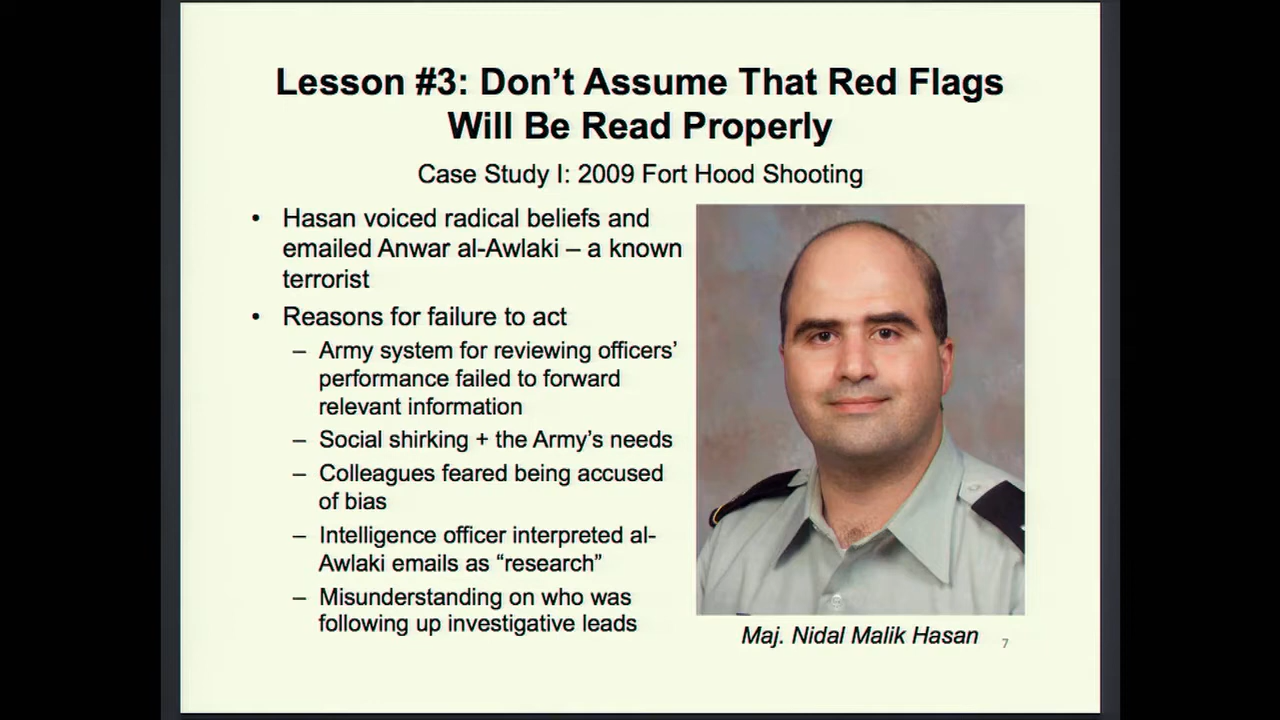 Lesson #3: Don’t Assume That Red Flags
Will Be Read Properly
Case Study I: 2009 Fort Hood Shooting
• Hasan voiced radical beliefs and
emailed Anwar al-Awlaki – a known
terrorist
• Reasons for failure to act
– Army system for reviewing officers’
performance failed to forward
relevant information
– Social shirking + the Army’s needs
– Colleagues feared being accused
of bias
– Intelligence officer interpreted al-
Awlaki emails as “research”
– Misunderstanding on who was
following up investigative leads
Maj. Nidal Malik Hasan
7